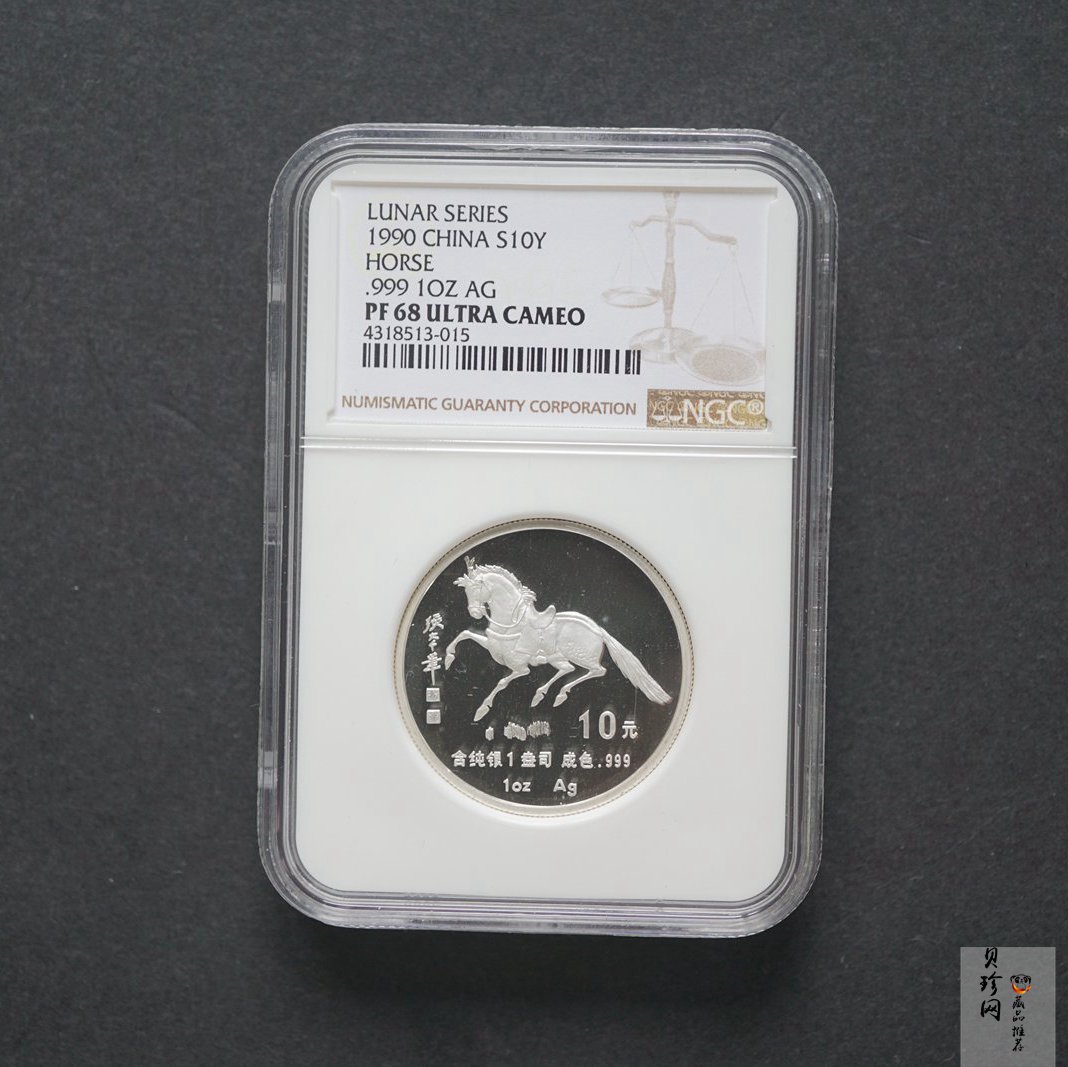 LUNAR SERIES
1990 CHINA S10Y
HORSE
.999 1OZ AG
PF 68 ULTRA CAMEO
4318513-015
NUMISMATIC GUARANTY CORPORATION
NGC®
10元
含纯银1盎司 成色.999
1oz Ag
贝珍网
藏品推荐